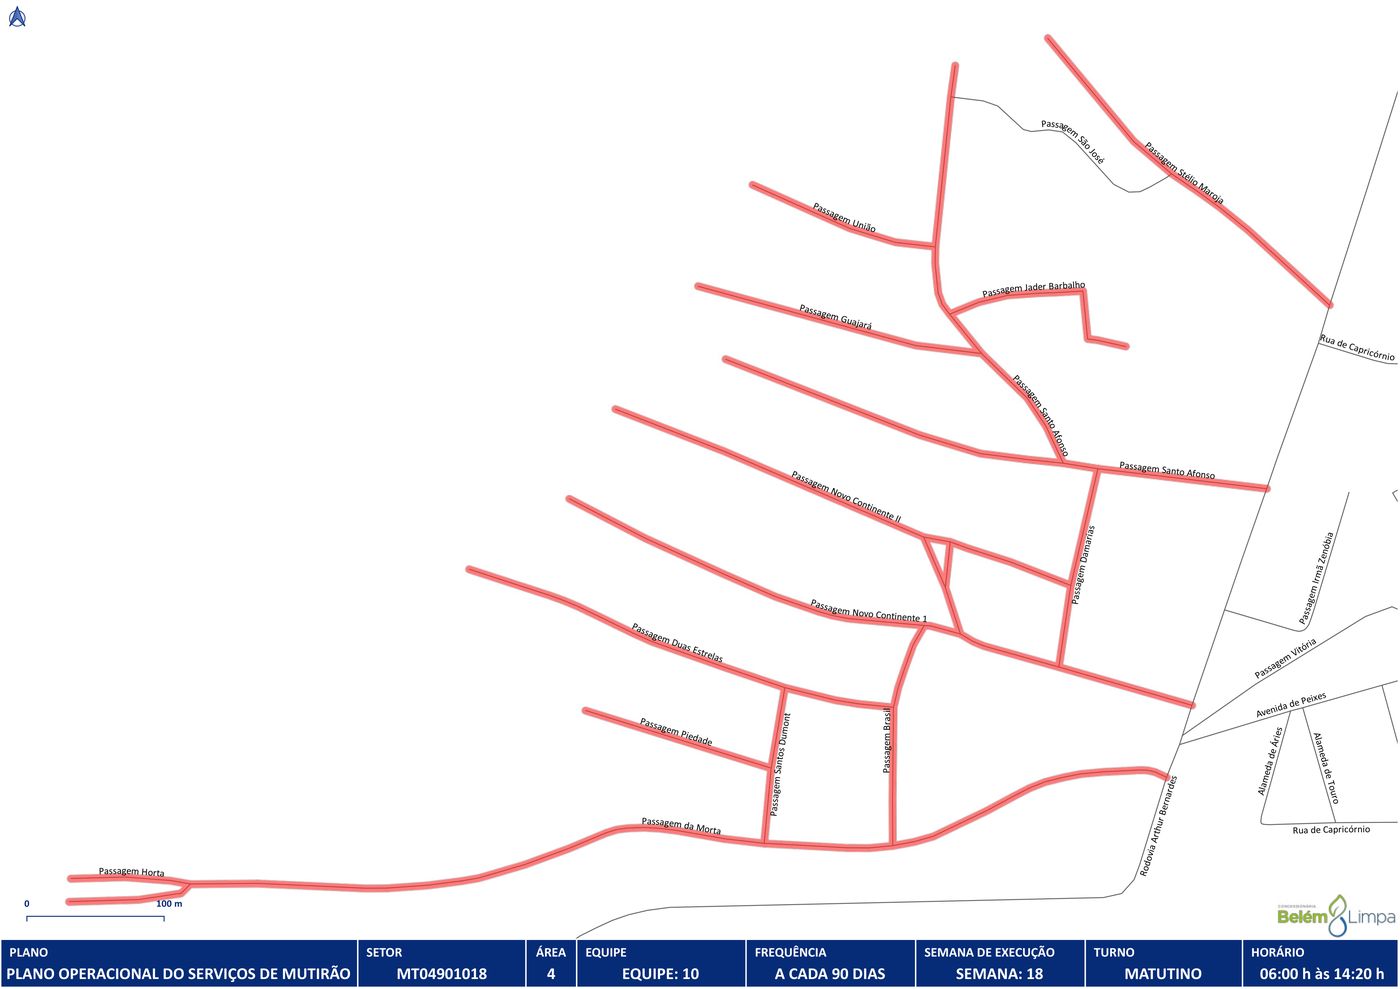 Passagem São José
Passagem Stélio Maroja
Passagem União
Passagem Jader Barbalho
Passagem Guajará
Rua de Capricórnio
Passagem Santo Afonso
Passagem Santo Afonso
Passagem Novo Continente II
Passagem Damarias
Passagem Irmã Zenóbia
Passagem Novo Continente 1
Passagem Duas Estrelas
Passagem Vitória
Avenida de Peixes
Passagem Piedade
Passagem Santos Dumont
Passagem Brasil
Alameda de Áries
Alameda de Touro
Rodovia Arthur Bernardes
Passagem da Morta
Rua de Capricórnio
Passagem Horta
0 100 m
CONCESSIONÁRIA
Belém Limpa
PLANO
PLANO OPERACIONAL DO SERVIÇOS DE MUTIRÃO
SETOR
MT04901018
ÁREA
4
EQUIPE
EQUIPE: 10
FREQUÊNCIA
A CADA 90 DIAS
SEMANA DE EXECUÇÃO
SEMANA: 18
TURNO
MATUTINO
HORÁRIO
06:00 h às 14:20 h